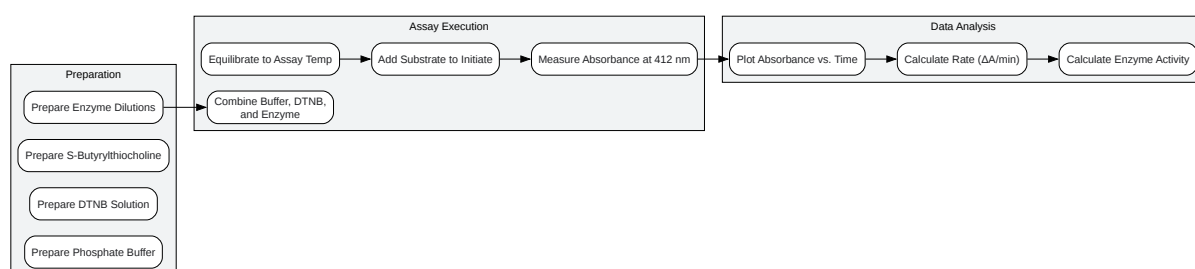 Preparation
Prepare Enzyme Dilutions
Prepare S-Butyrylthiocholine
Prepare DTNB Solution
Prepare Phosphate Buffer
Assay Execution
Equilibrate to Assay Temp
Add Substrate to Initiate
Measure Absorbance at 412 nm
Combine Buffer, DTNB,
and Enzyme
Data Analysis
Plot Absorbance vs. Time
Calculate Rate (ΔA/min)
Calculate Enzyme Activity